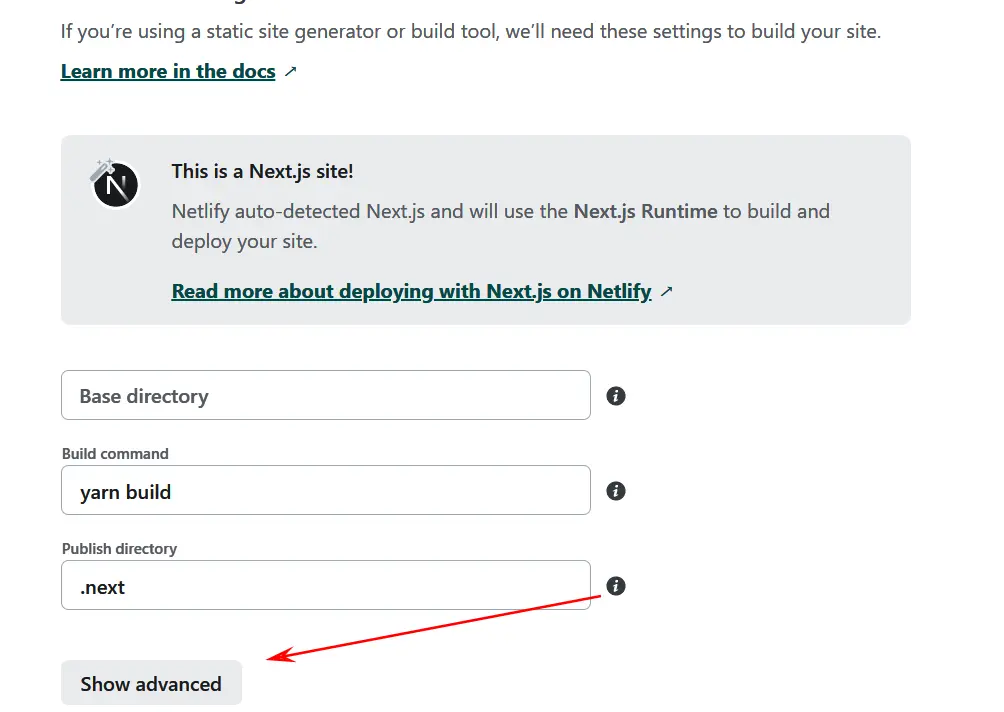 If you’re using a static site generator or build tool, we’ll need these settings to build your site.
Learn more in the docs
This is a Next.js site!
Netlify auto-detected Next.js and will use the Next.js Runtime to build and
deploy your site.
Read more about deploying with Next.js on Netlify
Base directory
Build command
yarn build
Publish directory
.next
Show advanced